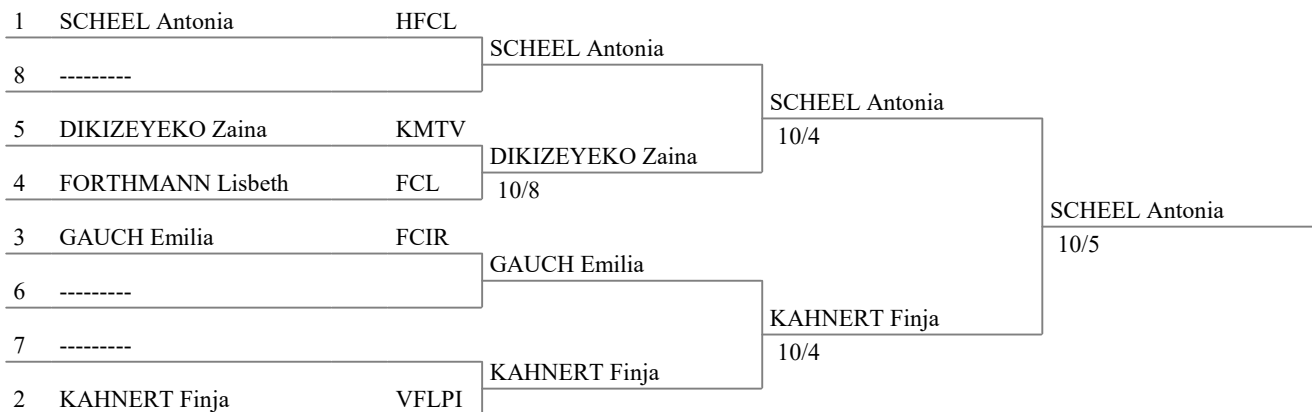 1 SCHEEL Antonia HFCL
SCHEEL Antonia
8 ---------
SCHEEL Antonia
5 DIKIZEYEKO Zaina KMTV
10/4
DIKIZEYEKO Zaina
4 FORTHMANN Lisbeth FCL
10/8
SCHEEL Antonia
3 GAUCH Emilia FCIR
10/5
GAUCH Emilia
6 ---------
KAHNERT Finja
7 ---------
10/4
KAHNERT Finja
2 KAHNERT Finja VFLPI